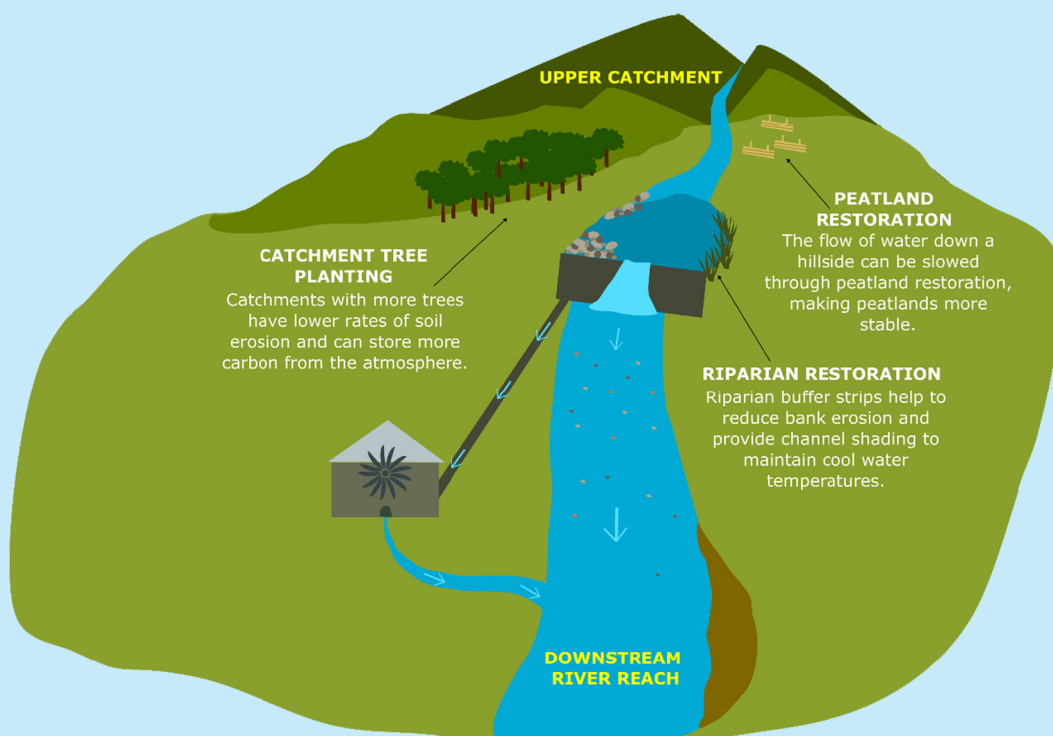 UPPER CATCHMENT
PEATLAND
RESTORATION
The flow of water down a
hillside can be slowed
through peatland restoration,
making peatlands more
stable.
CATCHMENT TREE
PLANTING
Catchments with more trees
have lower rates of soil
erosion and can store more
carbon from the atmosphere.
RIPARIAN RESTORATION
Riparian buffer strips help to
reduce bank erosion and
provide channel shading to
maintain cool water
temperatures.
DOWNSTREAM
RIVER REACH